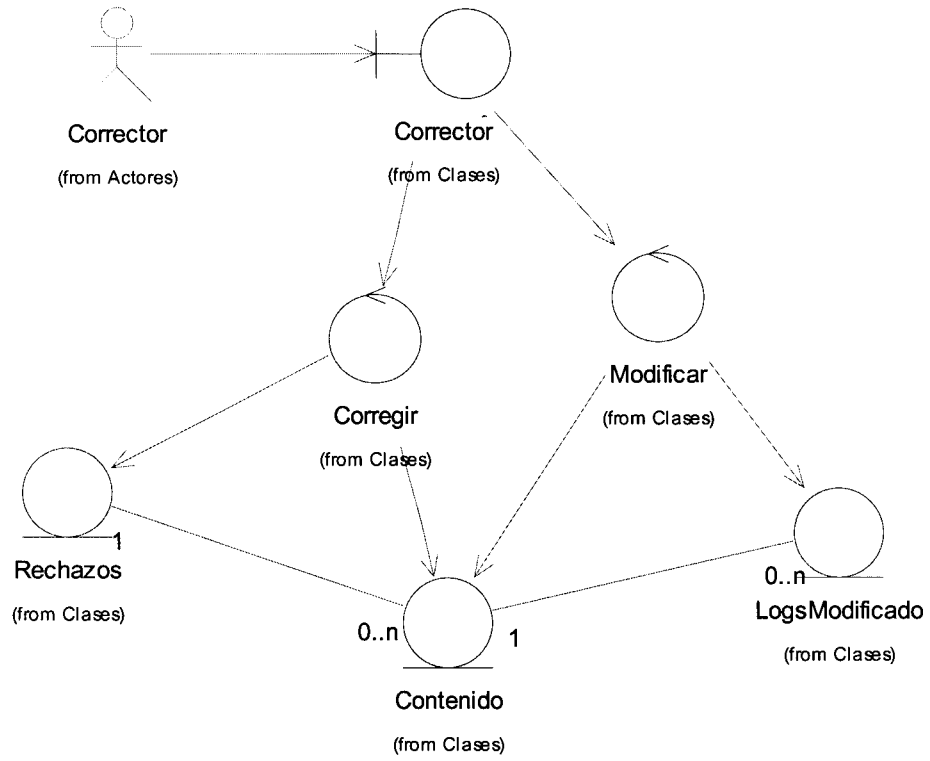 Corrector
(from Actores)
Corrector
(from Clases)
Modificar
(from Clases)
Corregir
(from Clases)
1
Rechazos
(from Clases)
0..n
1
Contenido
(from Clases)
0..n
LogsModificado
(from Clases)